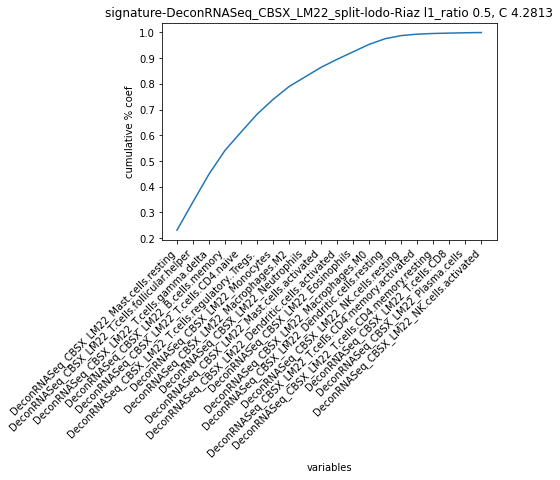 signature-DeconRNASeq_CBSX_LM22_split-lodo-Riaz l1_ratio 0.5, C 4.2813
cumulative % coef
1.0
0.9
0.8
0.7
0.6
0.5
0.4
0.3
0.2
DeconRNASeq_CBSX_LM22_Mast.cells.resting
DeconRNASeq_CBSX_LM22_T.cells.follicular.helper
DeconRNASeq_CBSX_LM22_T.cells.gamma.delta
DeconRNASeq_CBSX_LM22_B.cells.memory
DeconRNASeq_CBSX_LM22_T.cells.CD4.naive
DeconRNASeq_CBSX_LM22_T.cells.regulatory..Tregs.
DeconRNASeq_CBSX_LM22_Monocytes
DeconRNASeq_CBSX_LM22_Macrophages.M2
DeconRNASeq_CBSX_LM22_Neutrophils
DeconRNASeq_CBSX_LM22_Mast.cells.activated
DeconRNASeq_CBSX_LM22_Dendritic.cells.activated
DeconRNASeq_CBSX_LM22_Eosinophils
DeconRNASeq_CBSX_LM22_Macrophages.M0
DeconRNASeq_CBSX_LM22_Dendritic.cells.resting
DeconRNASeq_CBSX_LM22_NK.cells.resting
DeconRNASeq_CBSX_LM22_T.cells.CD4.memory.activated
DeconRNASeq_CBSX_LM22_T.cells.CD4.memory.resting
DeconRNASeq_CBSX_LM22_T.cells.CD8
DeconRNASeq_CBSX_LM22_Plasma.cells
DeconRNASeq_CBSX_LM22_NK.cells.activated
variables